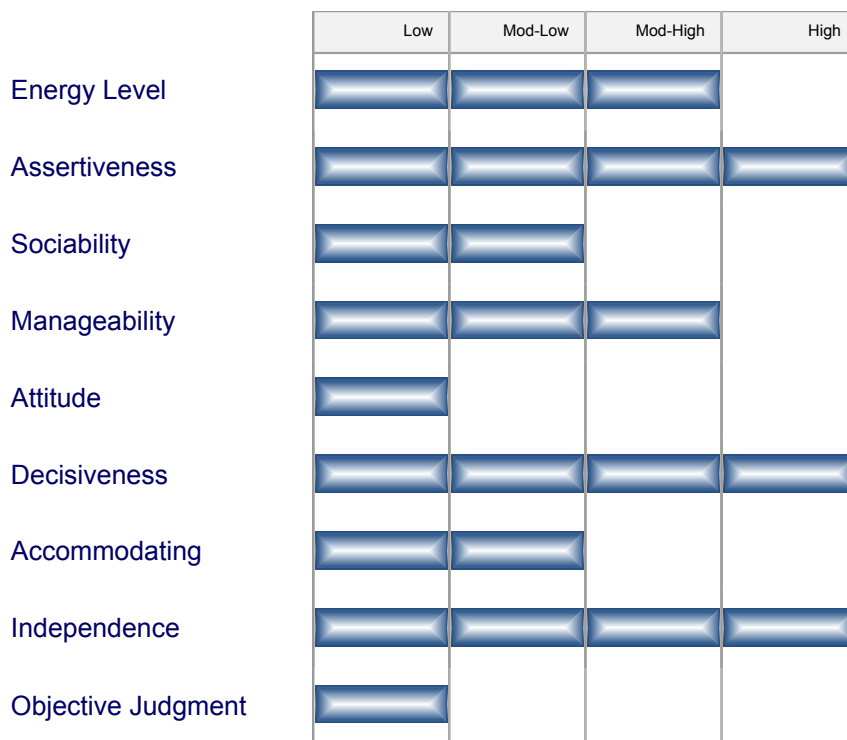 Low Mod-Low Mod-High High
Energy Level
Assertiveness
Sociability
Manageability
Attitude
Decisiveness
Accommodating
Independence
Objective Judgment